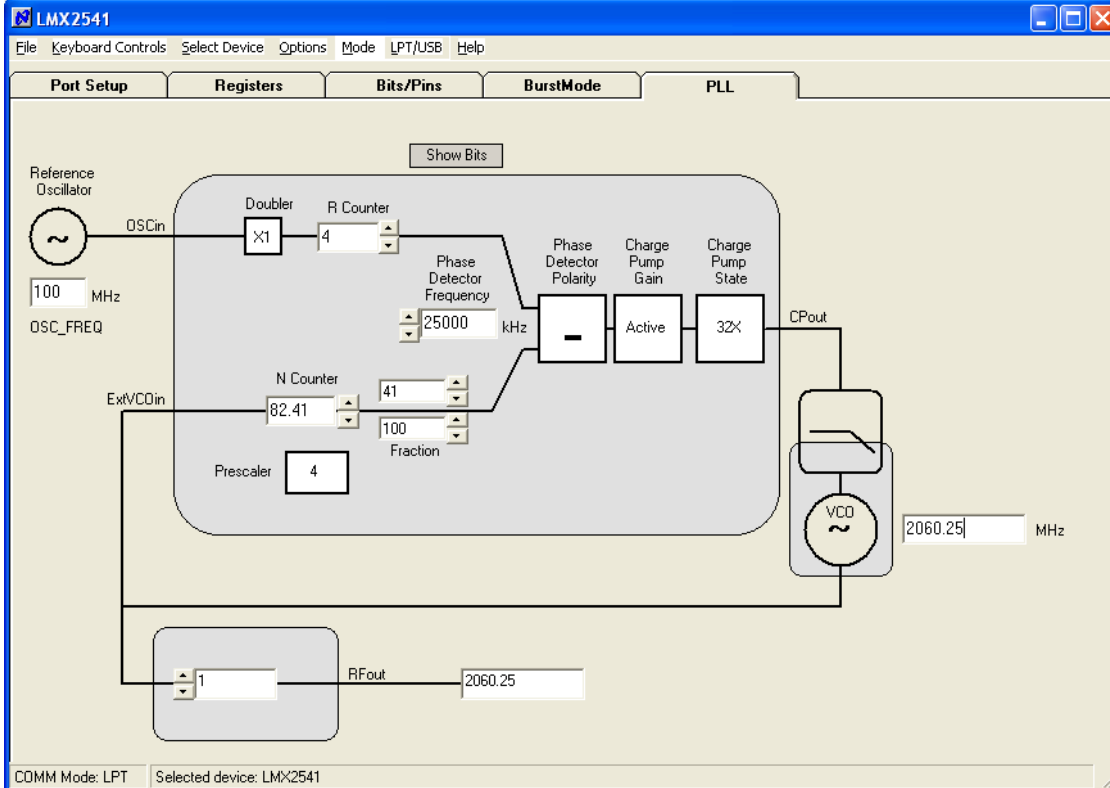 LMX2541
File Keyboard Controls Select Device Options Mode LPT/USB Help
Port Setup Registers Bits/Pins BurstMode PLL
Show Bits
Reference
Oscillator
~
100 MHz
OSC_FREQ
OSCin
Doubler
X1
R Counter
4
Phase
Detector
Frequency
25000 kHz
Phase
Detector
Polarity
-
Charge
Pump
Gain
Active
Charge
Pump
State
32X
CPout
ExtVCOin
N Counter
82.41
41
100
Fraction
Prescaler 4
VCO
~
2060.25 MHz
1
RFout
2060.25
COMM Mode: LPT Selected device: LMX2541